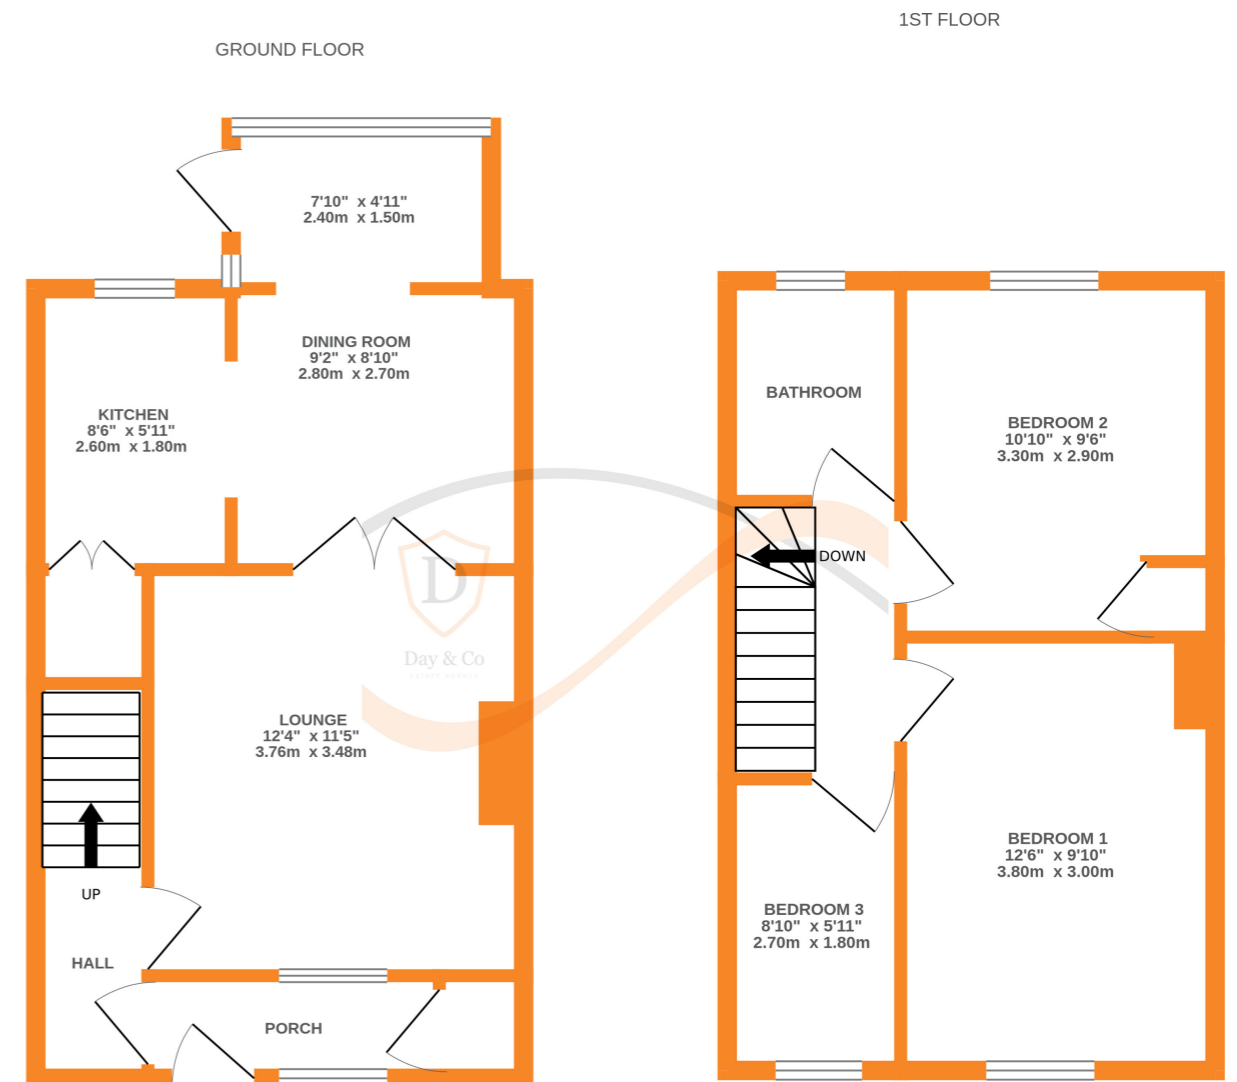 GROUND FLOOR
7'10" x 4'11"
2.40m x 1.50m
DINING ROOM
9'2" x 8'10"
2.80m x 2.70m
KITCHEN
8'6" x 5'11"
2.60m x 1.80m
D
Day & Co
ESTATE AGENTS
LOUNGE
12'4" x 11'5"
3.76m x 3.48m
UP
HALL
PORCH
1ST FLOOR
BATHROOM
BEDROOM 2
10'10" x 9'6"
3.30m x 2.90m
DOWN
BEDROOM 1
12'6" x 9'10"
3.80m x 3.00m
BEDROOM 3
8'10" x 5'11"
2.70m x 1.80m